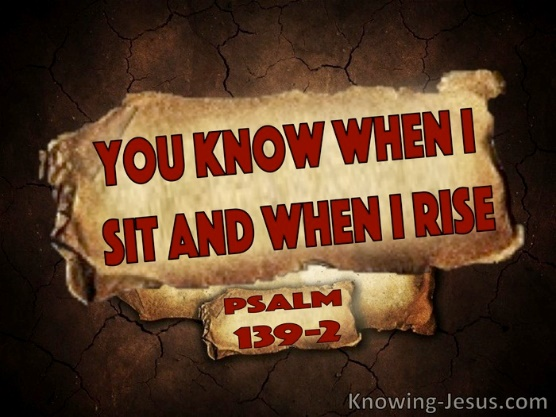 YOU KNOW WHEN I
SIT AND WHEN I RISE
PSALM
139-2
Knowing-Jesus.com